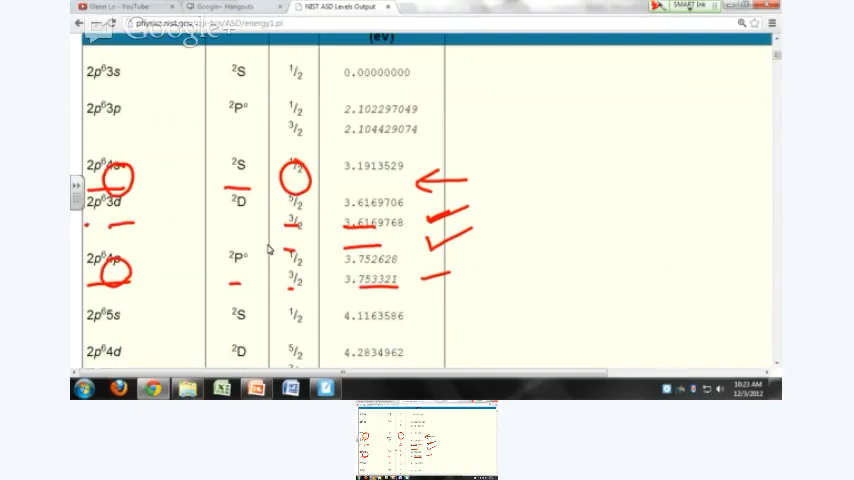 Glenn Lo - YouTube
Google+ Hangouts
NIST ASD Levels Output
SMART Ink
physics.nist.gov/cgi-bin/ASD/energy1.pl
Google+
(eV)
2p⁶3s ²S 1/2 0.00000000
2p⁶3p ²P° 1/2 2.102297049
3/2 2.104429074
2p⁶4s ²S 1/2 3.1913529
2p⁶3d ²D 5/2 3.6169706
3/2 3.6169768
2p⁶4p ²P° 1/2 3.752628
3/2 3.753321
2p⁶5s ²S 1/2 4.1163586
2p⁶4d ²D 5/2 4.2834962
10:23 AM
12/3/2012